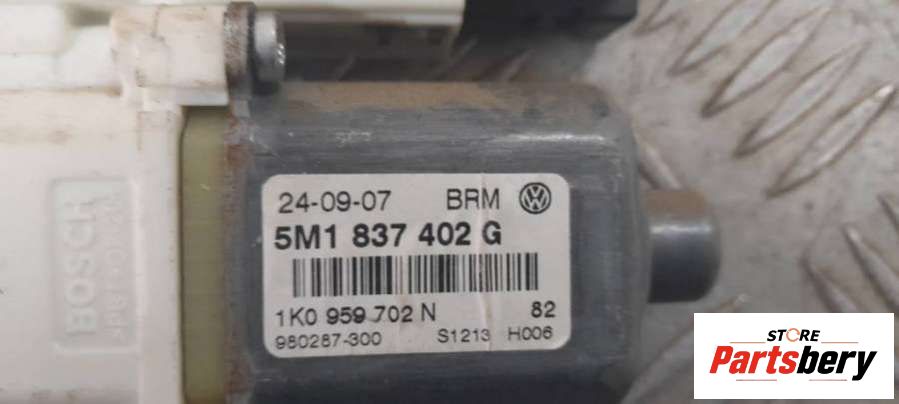 24-09-07 BRM
5M1 837 402 G
1K0 959 702 N 82
980287-300 S1213 H006
BOSCH
STORE
Partsbery